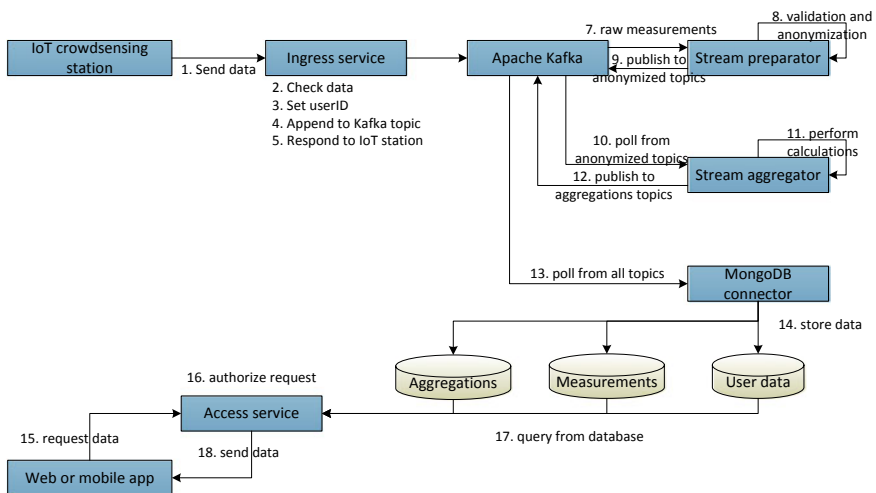 IoT crowdsensing
station
1. Send data
Ingress service
2. Check data
3. Set userID
4. Append to Kafka topic
5. Respond to IoT station
Apache Kafka
7. raw measurements
9. publish to
anonymized topics
Stream preparator
8. validation and
anonymization
10. poll from
anonymized topics
12. publish to
aggregations topics
Stream aggregator
11. perform
calculations
13. poll from all topics
MongoDB
connector
14. store data
Aggregations
Measurements
User data
16. authorize request
Access service
15. request data
17. query from database
18. send data
Web or mobile app